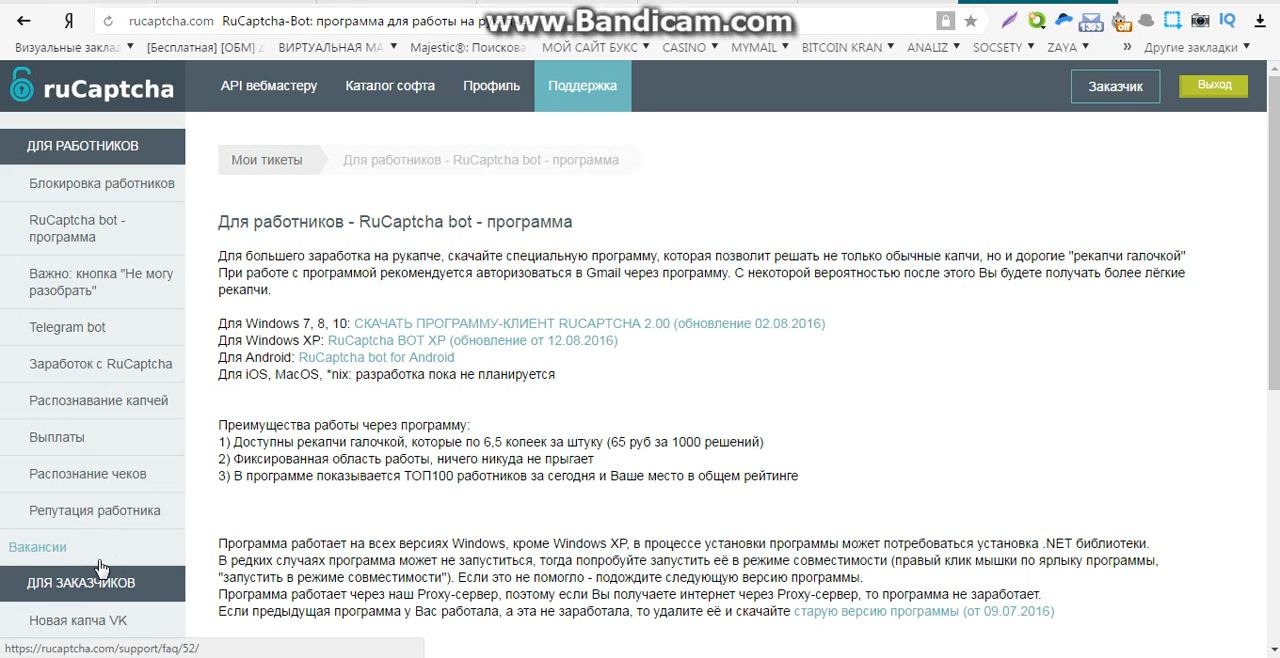 Я rucaptcha.com RuCaptcha-Bot: программа для работы на
www.Bandicam.com
1393
off
IQ
Визуальные заклад
[Бесплатная] [ОБМ]
ВИРТУАЛЬНАЯ МА
Majestic®: Поискова
МОЙ САЙТ БУКС
CASINO
MYMAIL
BITCOIN KRAN
ANALIZ
SOCSETY
ZAYA
»
Другие закладки
ruCaptcha
API вебмастеру
Каталог софта
Профиль
Поддержка
Заказчик
Выход
ДЛЯ РАБОТНИКОВ
Блокировка работников
RuCaptcha bot -
программа
Важно: кнопка "Не могу
разобрать"
Telegram bot
Заработок с RuCaptcha
Распознавание капчей
Выплаты
Распознание чеков
Репутация работника
Вакансии
ДЛЯ ЗАКАЗЧИКОВ
Новая капча VK
https://rucaptcha.com/support/faq/52/
Мои тикеты
Для работников - RuCaptcha bot - программа
Для работников - RuCaptcha bot - программа
Для большего заработка на рукапче, скачайте специальную программу, которая позволит решать не только обычные капчи, но и дорогие "рекапчи галочкой"
При работе с программой рекомендуется авторизоваться в Gmail через программу. С некоторой вероятностью после этого Вы будете получать более лёгкие
рекапчи.
Для Windows 7, 8, 10: СКАЧАТЬ ПРОГРАММУ-КЛИЕНТ RUCAPTCHA 2.00 (обновление 02.08.2016)
Для Windows XP: RuCaptcha BOT XP (обновление от 12.08.2016)
Для Android: RuCaptcha bot for Android
Для iOS, MacOS, *nix: разработка пока не планируется
Преимущества работы через программу:
1) Доступны рекапчи галочкой, которые по 6,5 копеек за штуку (65 руб за 1000 решений)
2) Фиксированная область работы, ничего никуда не прыгает
3) В программе показывается ТОП100 работников за сегодня и Ваше место в общем рейтинге
Программа работает на всех версиях Windows, кроме Windows XP, в процессе установки программы может потребоваться установка .NET библиотеки.
В редких случаях программа может не запуститься, тогда попробуйте запустить её в режиме совместимости (правый клик мышки по ярлыку программы,
"запустить в режиме совместимости"). Если это не помогло - подождите следующую версию программы.
Программа работает через наш Proxy-сервер, поэтому если Вы получаете интернет через Proxy-сервер, то программа не заработает.
Если предыдущая программа у Вас работала, а эта не заработала, то удалите её и скачайте старую версию программы (от 09.07.2016)